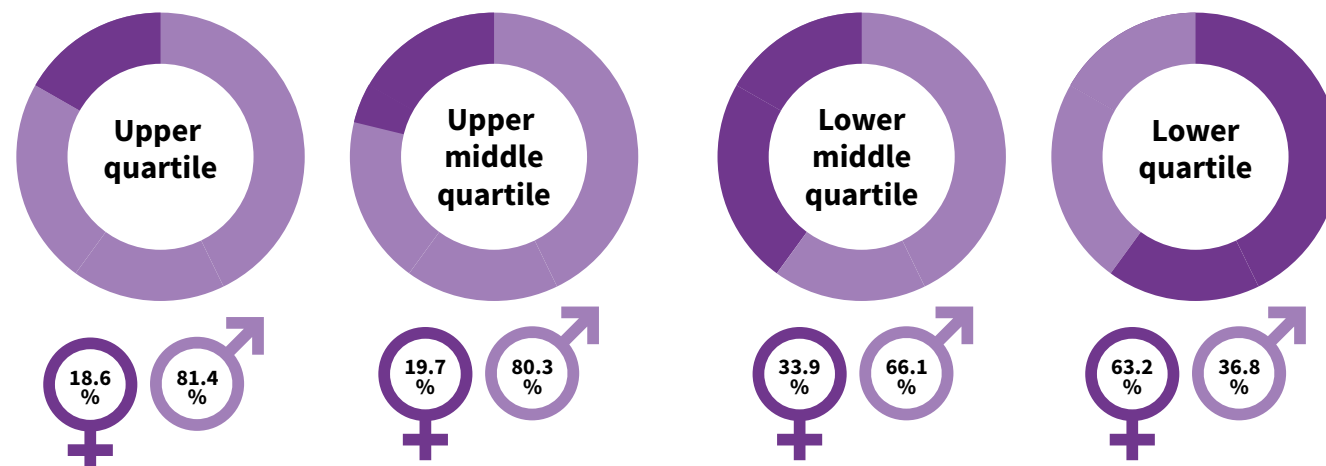 Upper
quartile
18.6
%
81.4
%
Upper
middle
quartile
19.7
%
80.3
%
Lower
middle
quartile
33.9
%
66.1
%
Lower
quartile
63.2
%
36.8
%